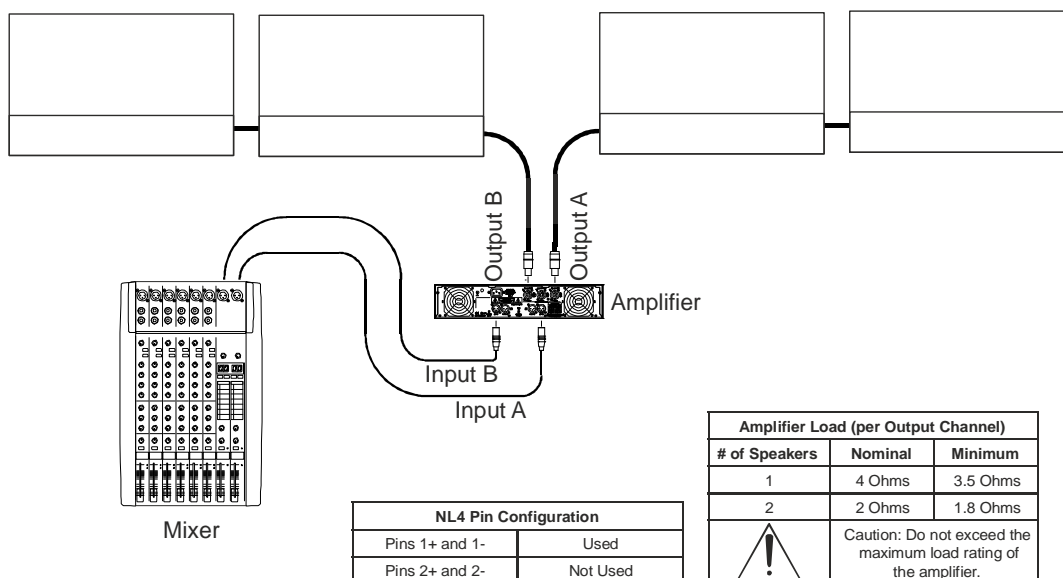 Output B
Output A
Amplifier
Input B
Input A
Mixer
NL4 Pin Configuration
Pins 1+ and 1- Used
Pins 2+ and 2- Not Used
Amplifier Load (per Output Channel)
# of Speakers Nominal Minimum
1 4 Ohms 3.5 Ohms
2 2 Ohms 1.8 Ohms
Caution: Do not exceed the
maximum load rating of
the amplifier.